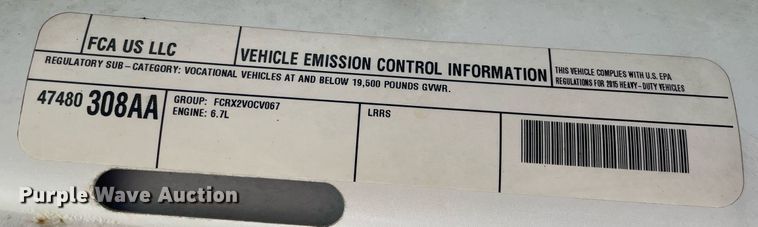 FCA US LLC
VEHICLE EMISSION CONTROL INFORMATION
THIS VEHICLE COMPLIES WITH U.S. EPA
REGULATIONS FOR 2015 HEAVY-DUTY VEHICLES
REGULATORY SUB-CATEGORY: VOCATIONAL VEHICLES AT AND BELOW 19,500 POUNDS GVWR.
47480 308AA
GROUP: FCRX2VOCV067
ENGINE: 6.7L
LRRS
Purple Wave Auction